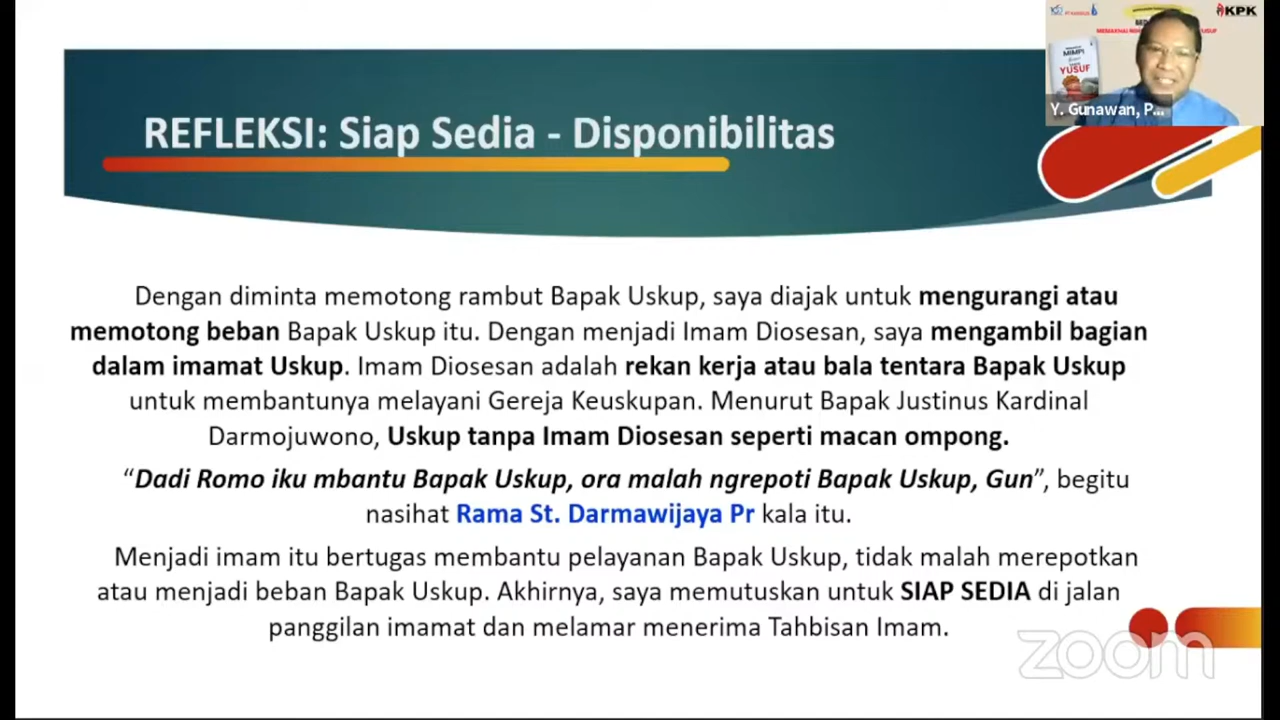 KPK
MIMPI
YUSUF
Y. Gunawan, P...
REFLEKSI: Siap Sedia - Disponibilitas
Dengan diminta memotong rambut Bapak Uskup, saya diajak untuk mengurangi atau
memotong beban Bapak Uskup itu. Dengan menjadi Imam Diosesan, saya mengambil bagian
dalam imamat Uskup. Imam Diosesan adalah rekan kerja atau bala tentara Bapak Uskup
untuk membantunya melayani Gereja Keuskupan. Menurut Bapak Justinus Kardinal
Darmojuwono, Uskup tanpa Imam Diosesan seperti macan ompong.
“Dadi Romo iku mbantu Bapak Uskup, ora malah ngrepoti Bapak Uskup, Gun”, begitu
nasihat Rama St. Darmawijaya Pr kala itu.
Menjadi imam itu bertugas membantu pelayanan Bapak Uskup, tidak malah merepotkan
atau menjadi beban Bapak Uskup. Akhirnya, saya memutuskan untuk SIAP SEDIA di jalan
panggilan imamat dan melamar menerima Tahbisan Imam.
zoom